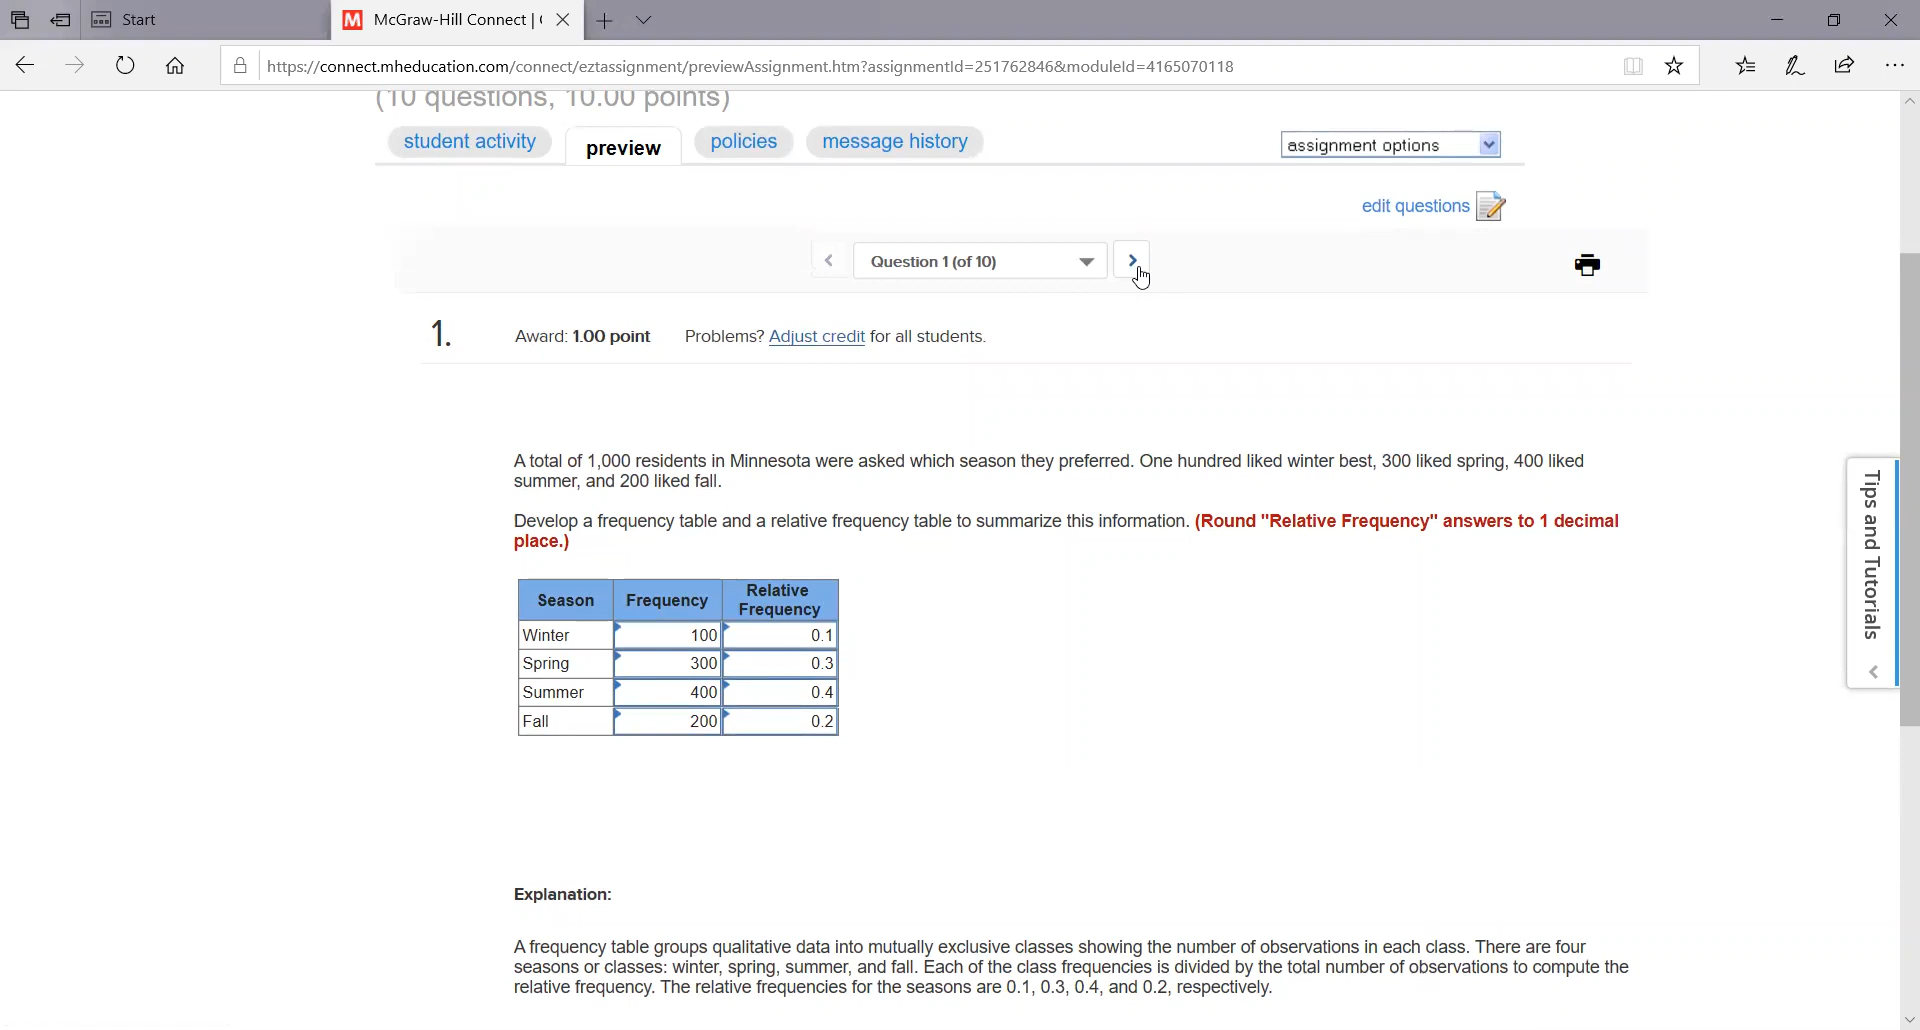 Start
McGraw-Hill Connect | (
https://connect.mheducation.com/connect/eztassignment/previewAssignment.htm?assignmentId=251762846&moduleId=4165070118
(10 questions, 10.00 points)
student activity
preview
policies
message history
assignment options
edit questions
Question 1 (of 10)
1.
Award: 1.00 point Problems? Adjust credit for all students.
A total of 1,000 residents in Minnesota were asked which season they preferred. One hundred liked winter best, 300 liked spring, 400 liked
summer, and 200 liked fall.
Develop a frequency table and a relative frequency table to summarize this information. (Round "Relative Frequency" answers to 1 decimal
place.)
Season Frequency Relative
Frequency
Winter 100 0.1
Spring 300 0.3
Summer 400 0.4
Fall 200 0.2
Tips and Tutorials
Explanation:
A frequency table groups qualitative data into mutually exclusive classes showing the number of observations in each class. There are four
seasons or classes: winter, spring, summer, and fall. Each of the class frequencies is divided by the total number of observations to compute the
relative frequency. The relative frequencies for the seasons are 0.1, 0.3, 0.4, and 0.2, respectively.